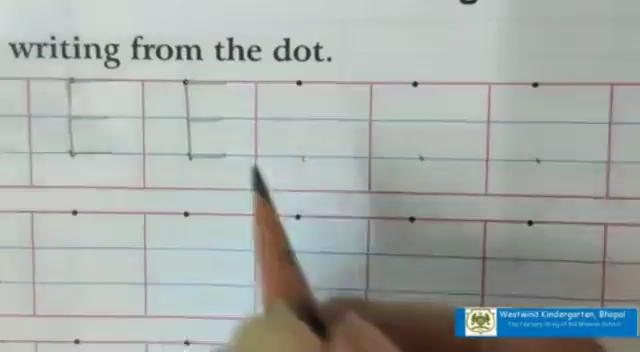 writing from the dot.
E E
Westwind Kindergarten, Bhopal